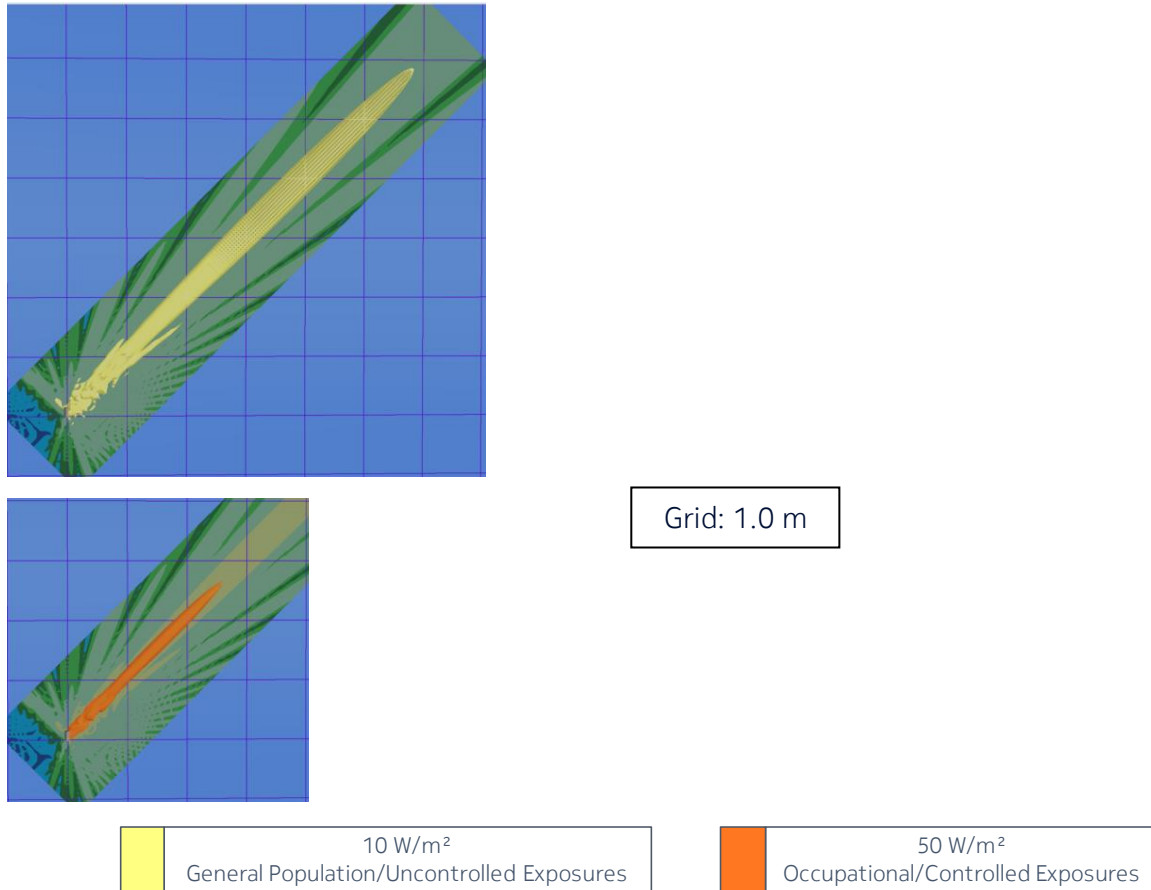 Grid: 1.0 m
10 W/m²
General Population/Uncontrolled Exposures
50 W/m²
Occupational/Controlled Exposures